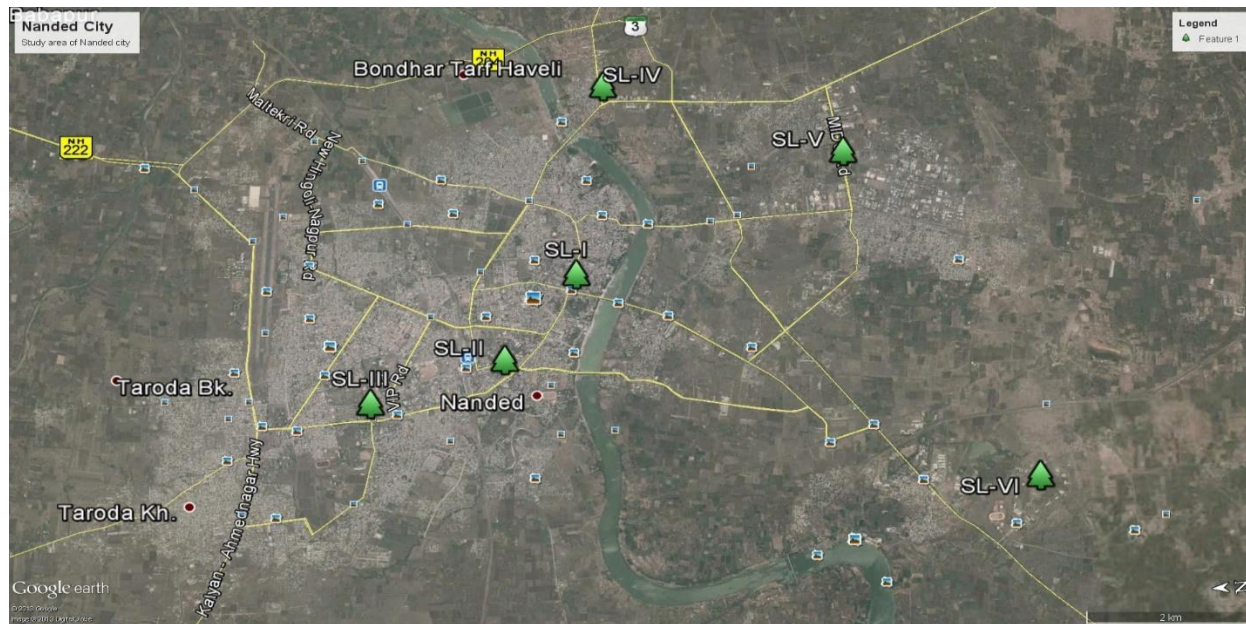 Babapur
Nanded City
Study area of Nanded city
Legend
Feature 1
3
NH
Bondhar Tarf Haveli
SL-IV
Maltekri Rd
NH
222
New Hingoli-Nagpur Rd
SL-V
SL-I
SL-II
SL-III
VIP Rd
Taroda Bk.
Nanded
SL-VI
Taroda Kh.
Kalyan - Ahmednagar Hwy
Google earth
N
2 km